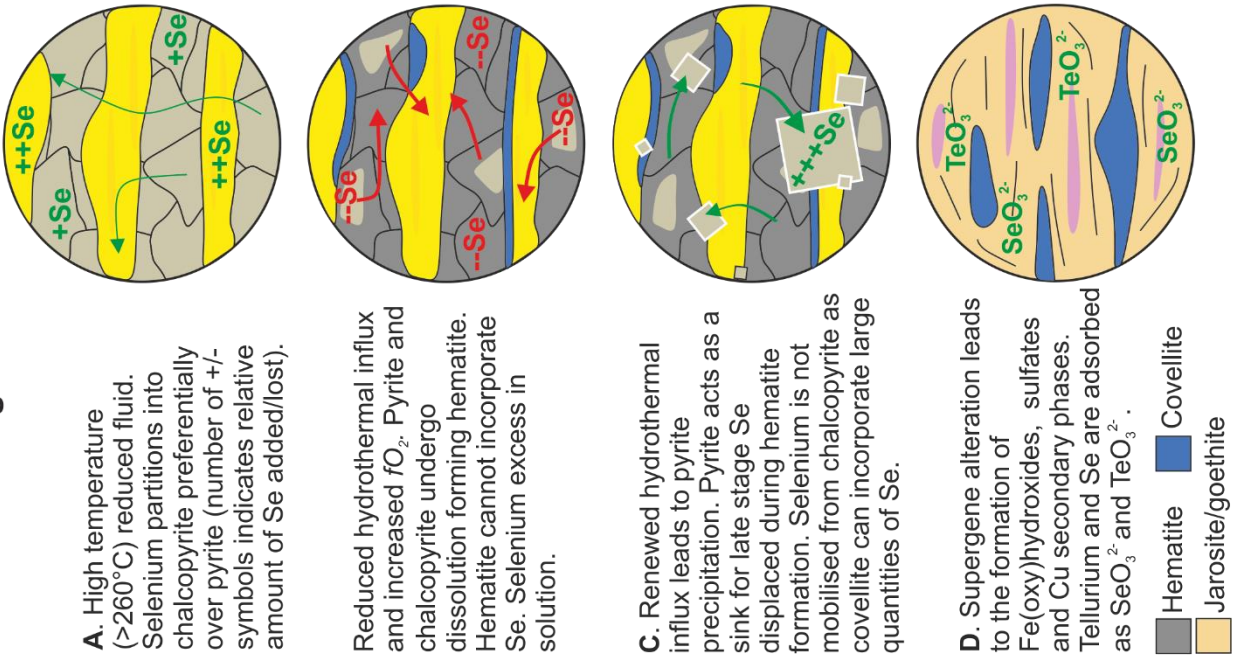 A. High temperature
(>260°C) reduced fluid.
Selenium partitions into
chalcopyrite preferentially
over pyrite (number of +/-
symbols indicates relative
amount of Se added/lost).
++Se
+Se
+Se
++Se
Reduced hydrothermal influx
and increased fO₂. Pyrite and
chalcopyrite undergo
dissolution forming hematite.
Hematite cannot incorporate
Se. Selenium excess in
solution.
--Se
--Se
--Se
--Se
C. Renewed hydrothermal
influx leads to pyrite
precipitation. Pyrite acts as a
sink for late stage Se
displaced during hematite
formation. Selenium is not
mobilised from chalcopyrite as
covellite can incorporate large
quantities of Se.
+++Se
D. Supergene alteration leads
to the formation of
Fe(oxy)hydroxides, sulfates
and Cu secondary phases.
Tellurium and Se are adsorbed
as SeO₃²⁻ and TeO₃²⁻.
TeO₃²⁻
SeO₃²⁻
TeO₃²⁻
SeO₃²⁻
Hematite
Covellite
Jarosite/goethite